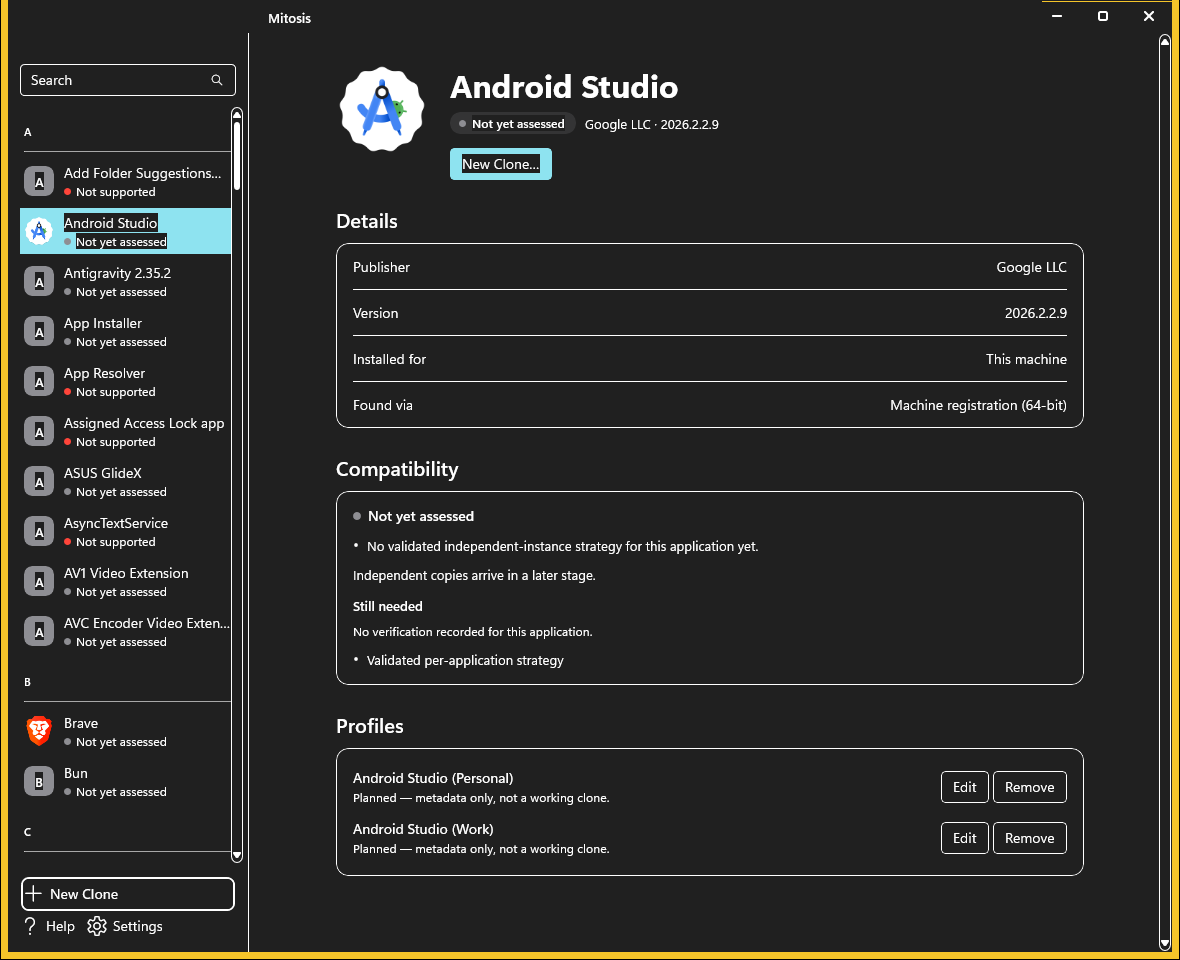 Mitosis
Search
A
A
Add Folder Suggestions...
Not supported
Android Studio
Not yet assessed
A
Antigravity 2.35.2
Not yet assessed
A
App Installer
Not yet assessed
A
App Resolver
Not supported
A
Assigned Access Lock app
Not supported
A
ASUS GlideX
Not yet assessed
A
AsyncTextService
Not supported
A
AV1 Video Extension
Not yet assessed
A
AVC Encoder Video Exten...
Not yet assessed
B
Brave
Not yet assessed
B
Bun
Not yet assessed
C
New Clone
Help
Settings
Android Studio
Not yet assessed
Google LLC · 2026.2.2.9
New Clone...
Details
Publisher Google LLC
Version 2026.2.2.9
Installed for This machine
Found via Machine registration (64-bit)
Compatibility
Not yet assessed
• No validated independent-instance strategy for this application yet.
Independent copies arrive in a later stage.
Still needed
No verification recorded for this application.
• Validated per-application strategy
Profiles
Android Studio (Personal)
Planned — metadata only, not a working clone.
Edit Remove
Android Studio (Work)
Planned — metadata only, not a working clone.
Edit Remove